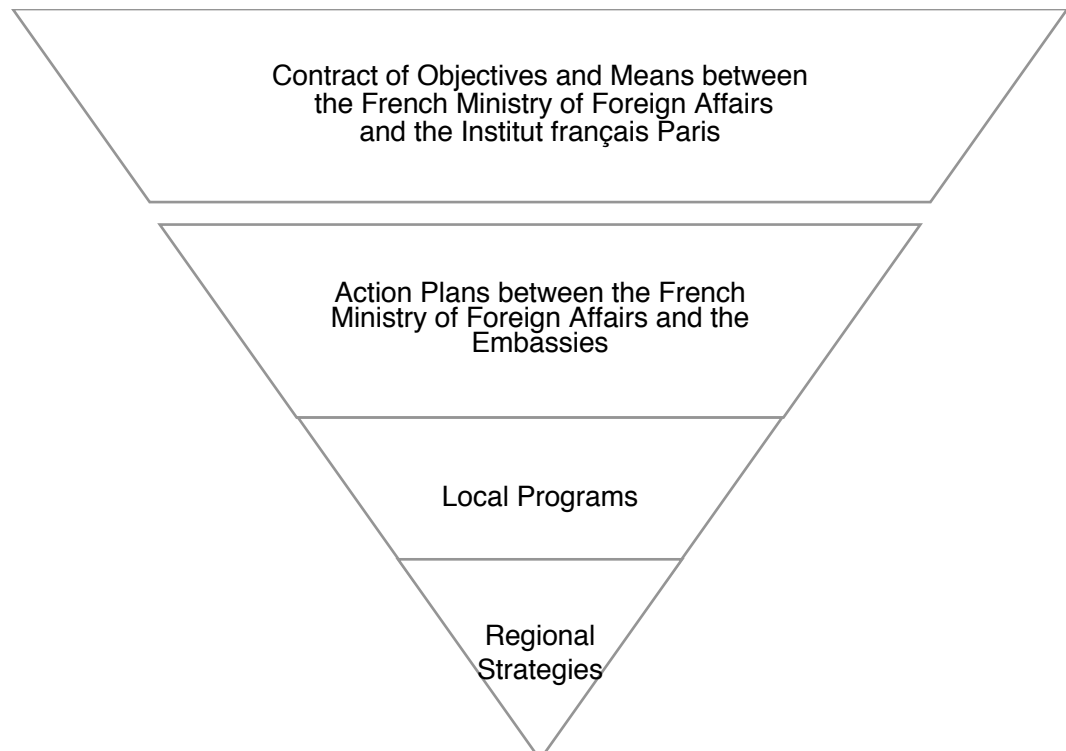 Contract of Objectives and Means between
the French Ministry of Foreign Affairs
and the Institut français Paris
Action Plans between the French
Ministry of Foreign Affairs and the
Embassies
Local Programs
Regional
Strategies